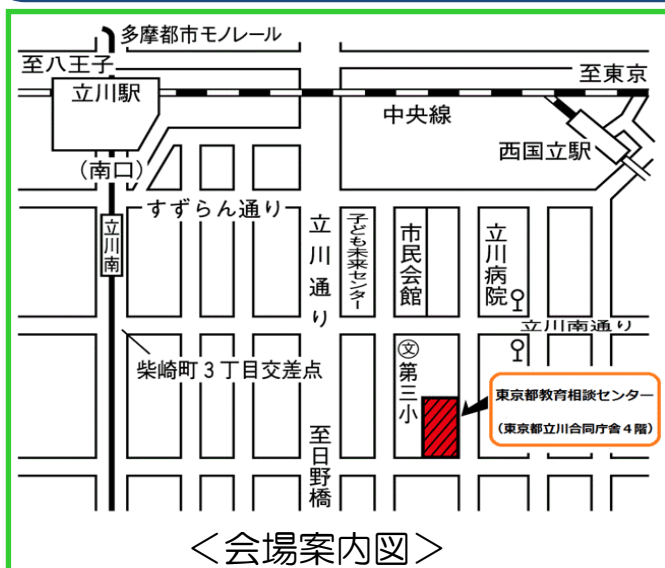 多摩都市モノレール
至八王子
至東京
立川駅
中央線
西国立駅
(南口)
すずらん通り
立川南
立川通り
子ども未来センター
市民会館
立川病院
立川南通り
柴崎町3丁目交差点
文
第三小
東京都教育相談センター
(東京都立川合同庁舎4階)
至日野橋
<会場案内図>